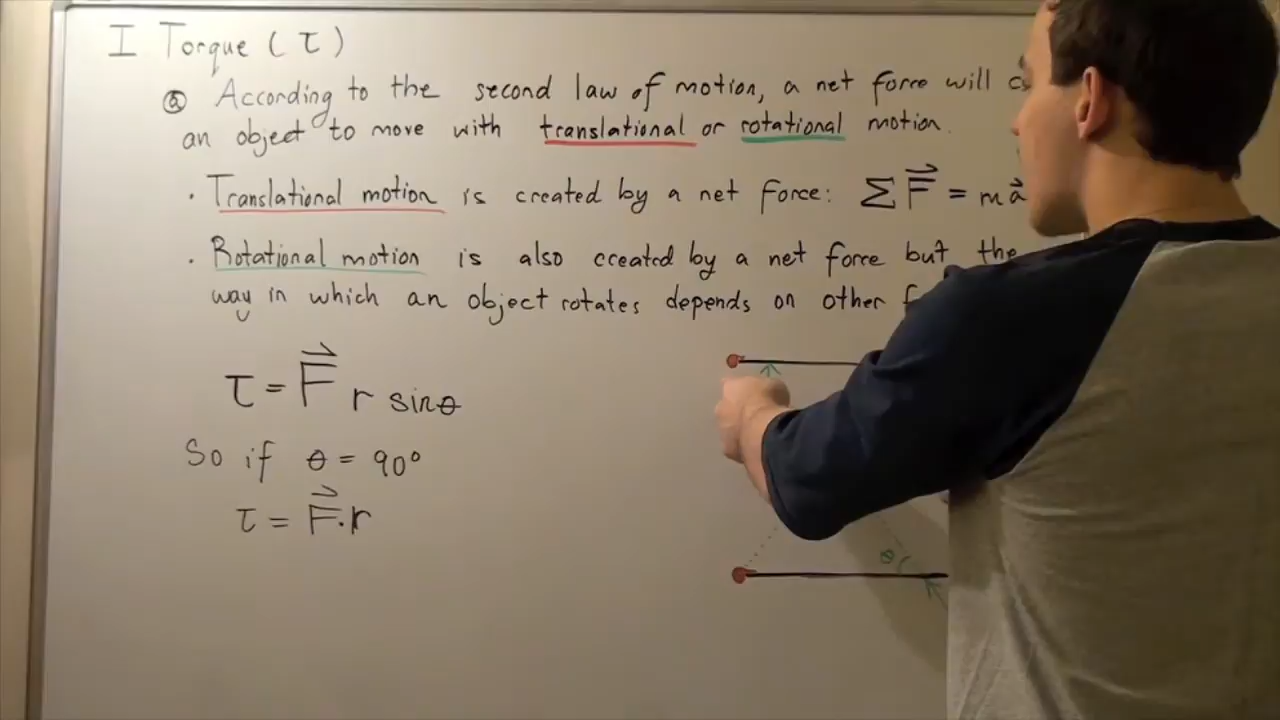 I Torque (τ)
ⓐ According to the second law of motion, a net force will
an object to move with translational or rotational motion.
· Translational motion is created by a net force: ΣF⃗ = ma⃗
· Rotational motion is also created by a net force but the
way in which an object rotates depends on other
τ = F⃗ r sinθ
So if θ = 90°
τ = F⃗·r
θ